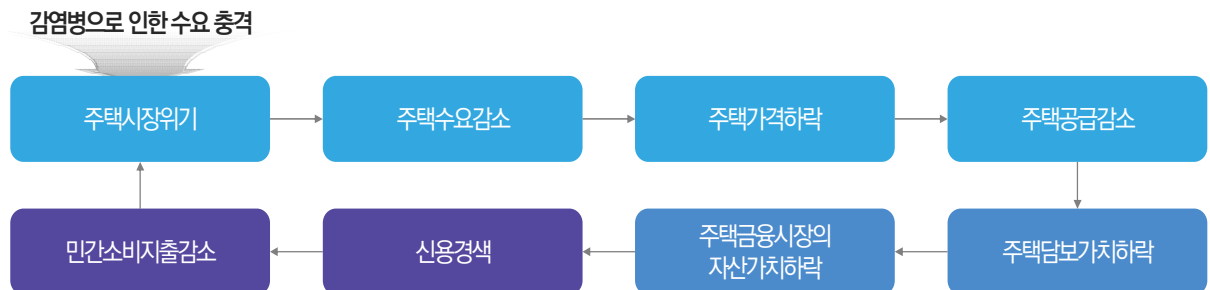 감염병으로 인한 수요 충격
주택시장위기
주택수요감소
주택가격하락
주택공급감소
민간소비지출감소
신용경색
주택금융시장의
자산가치하락
주택담보가치하락